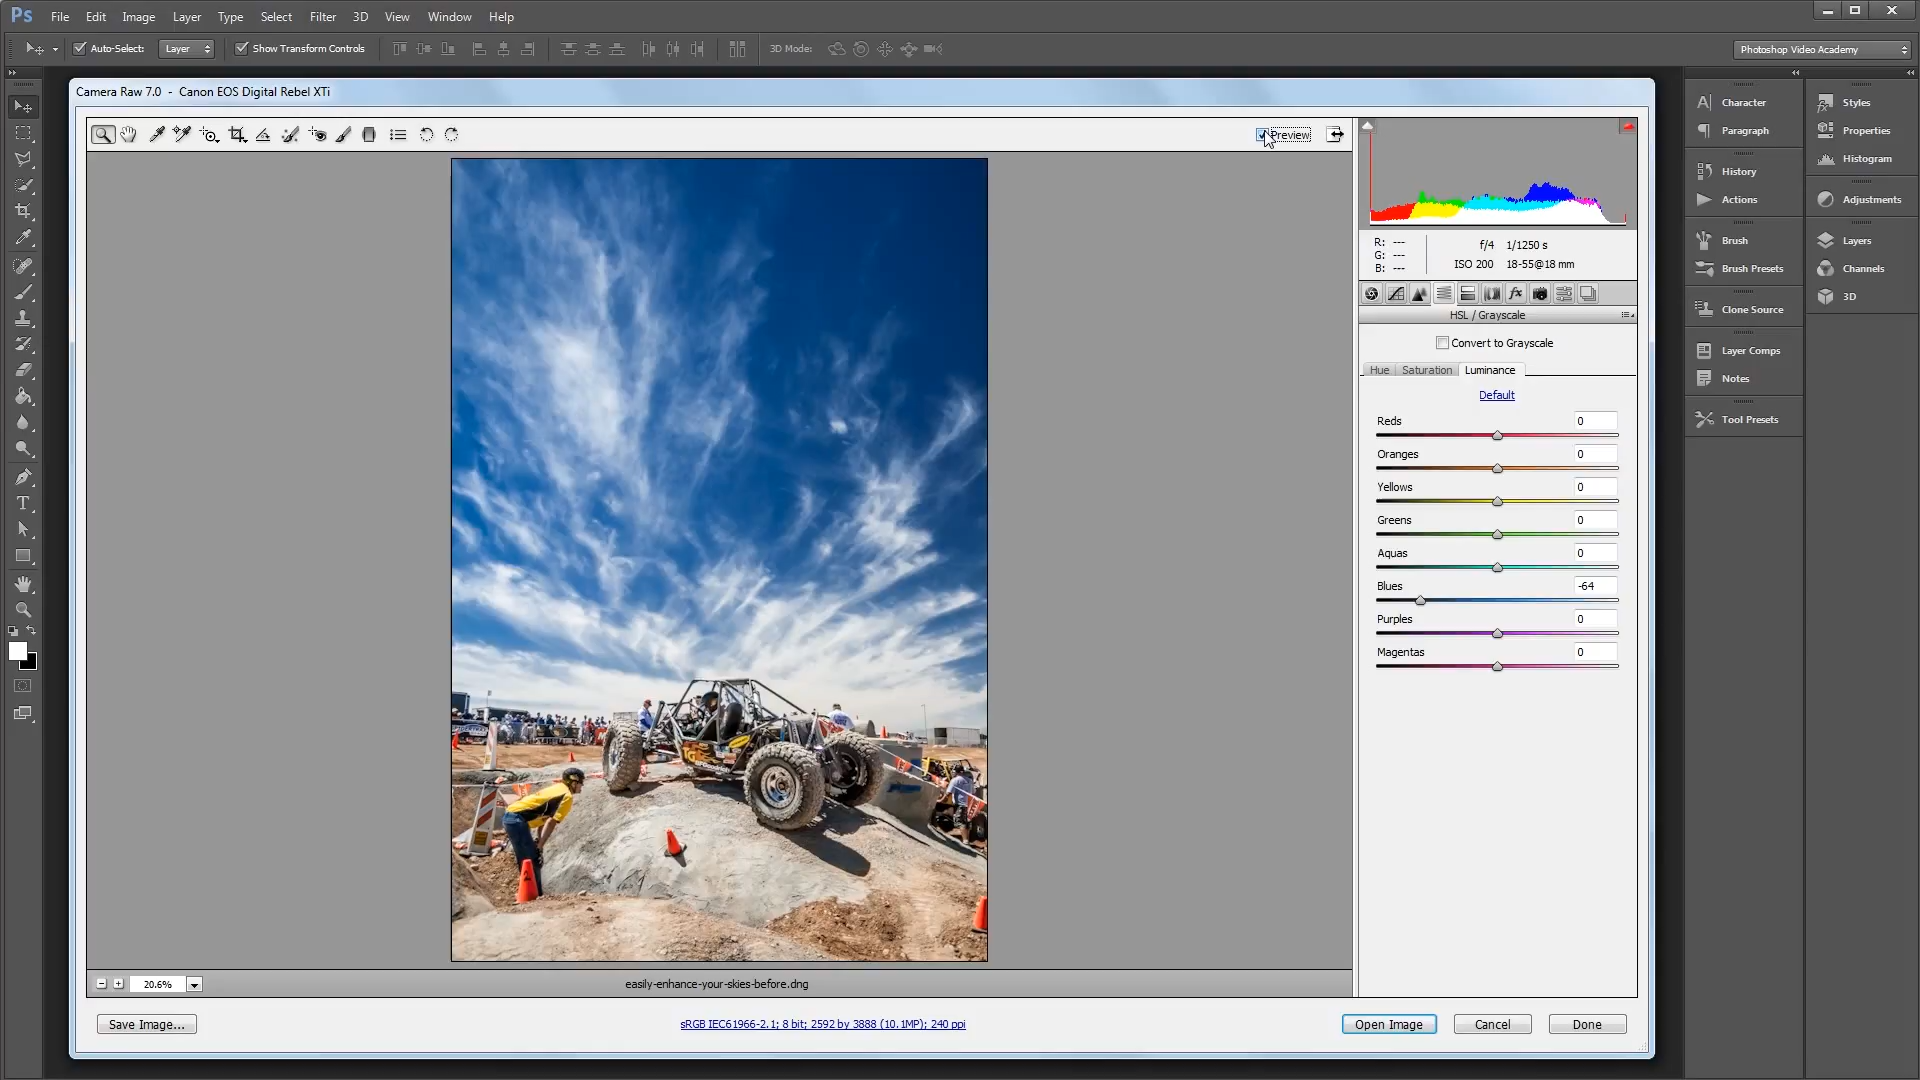 Ps File Edit Image Layer Type Select Filter 3D View Window Help
Auto-Select: Layer Show Transform Controls 3D Mode: Photoshop Video Academy
Camera Raw 7.0 - Canon EOS Digital Rebel XTi
Preview
R: ---
G: ---
B: ---
f/4 1/1250 s
ISO 200 18-55@18 mm
HSL / Grayscale
Convert to Grayscale
Hue Saturation Luminance
Default
Reds 0
Oranges 0
Yellows 0
Greens 0
Aquas 0
Blues -64
Purples 0
Magentas 0
Character
Paragraph
History
Actions
Brush
Brush Presets
Clone Source
Layer Comps
Notes
Tool Presets
Styles
Properties
Histogram
Adjustments
Layers
Channels
3D
20.6% easily-enhance-your-skies-before.dng
Save Image... sRGB IEC61966-2.1; 8 bit; 2592 by 3888 (10.1MP); 240 ppi Open Image Cancel Done